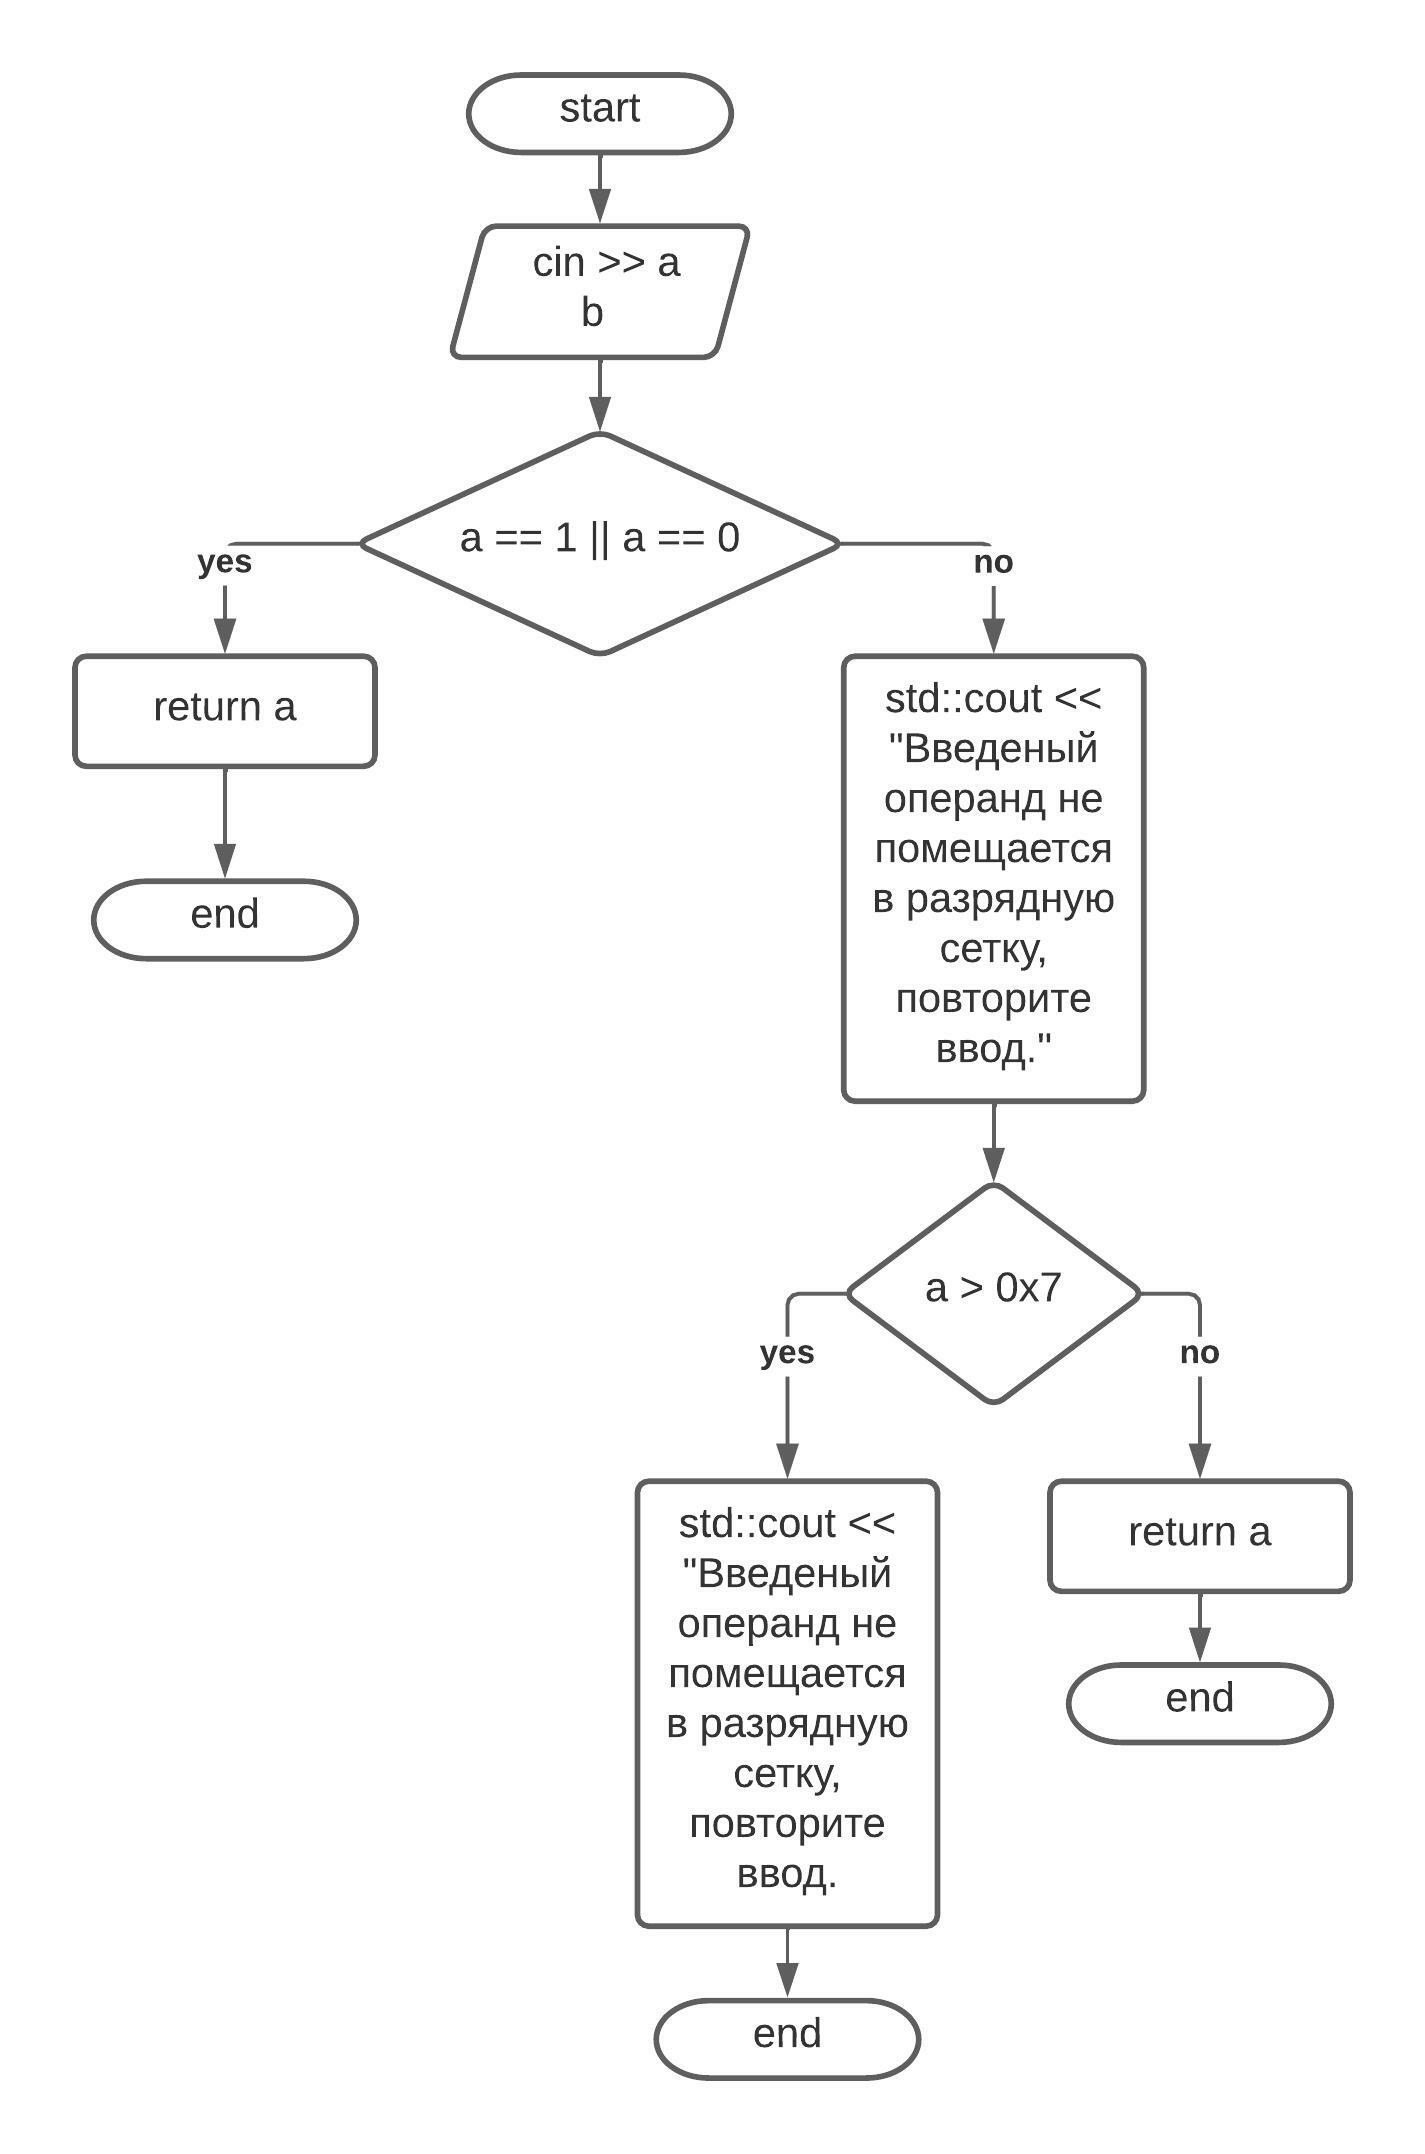 start
cin >> a
b
a == 1 || a == 0
yes
no
return a
end
std::cout <<
"Введеный
операнд не
помещается
в разрядную
сетку,
повторите
ввод."
a > 0x7
yes
no
std::cout <<
"Введеный
операнд не
помещается
в разрядную
сетку,
повторите
ввод.
end
return a
end